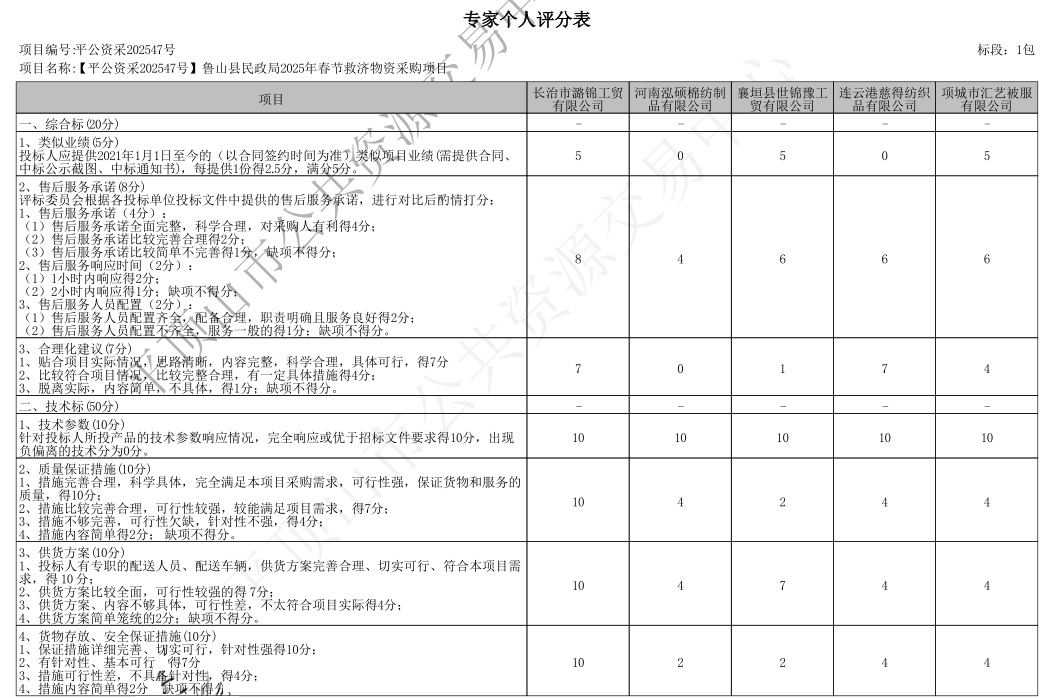 专家个人评分表
项目编号:平公资采202547号
标段：1包
项目名称:【平公资采202547号】鲁山县民政局2025年春节救济物资采购项目
项目 长治市潞锦工贸有限公司 河南泓硕棉纺制品有限公司 襄垣县世锦豫工贸有限公司 连云港慈得纺织品有限公司 项城市汇艺被服有限公司
一、综合标(20分) — — — — —
1、类似业绩(5分)
投标人应提供2021年1月1日至今的（以合同签约时间为准）类似项目业绩(需提供合同、
中标公示截图、中标通知书)，每提供1份得2.5分，满分5分。
5 0 5 0 5
2、售后服务承诺(8分)
评标委员会根据各投标单位投标文件中提供的售后服务承诺，进行对比后酌情打分；
1、售后服务承诺（4分）：
（1）售后服务承诺全面完整，科学合理，对采购人有利得4分；
（2）售后服务承诺比较完善合理得2分；
（3）售后服务承诺比较简单不完善得1分，缺项不得分；
2、售后服务响应时间（2分）：
（1）1小时内响应得2分；
（2）2小时内响应得1分；缺项不得分；
3、售后服务人员配置（2分）：
（1）售后服务人员配置齐全，配备合理，职责明确且服务良好得2分；
（2）售后服务人员配置不齐全，服务一般的得1分；缺项不得分。
8 4 6 6 6
3、合理化建议(7分)
1、贴合项目实际情况，思路清晰，内容完整，科学合理，具体可行，得7分
2、比较符合项目情况，比较完整合理，有一定具体措施得4分；
3、脱离实际，内容简单，不具体，得1分；缺项不得分。
7 0 1 7 4
二、技术标(50分) — — — — —
1、技术参数(10分)
针对投标人所投产品的技术参数响应情况，完全响应或优于招标文件要求得10分，出现
负偏离的技术分为0分。
10 10 10 10 10
2、质量保证措施(10分)
1、措施完善合理，科学具体，完全满足本项目采购需求，可行性强，保证货物和服务的
质量，得10分；
2、措施比较完善合理，可行性较强，较能满足项目需求，得7分；
3、措施不够完善，可行性欠缺，针对性不强，得4分；
4、措施内容简单得2分； 缺项不得分。
10 4 2 4 4
3、供货方案(10分)
1、投标人有专职的配送人员、配送车辆，供货方案完善合理、切实可行、符合本项目需
求，得 10 分；
2、供货方案比较全面，可行性较强的得 7分；
3、供货方案、内容不够具体，可行性差，不太符合项目实际得4分；
4、供货方案简单笼统的2分；缺项不得分。
10 4 7 4 4
4、货物存放、安全保证措施(10分)
1、保证措施详细完善、切实可行，针对性强得10分；
2、有针对性、基本可行 得7分
3、措施可行性差，不具备针对性，得4分；
4、措施内容简单得2分 缺项不得分，
10 2 2 4 4
平顶山市公共资源交易中
平顶山市公共资源交易中心